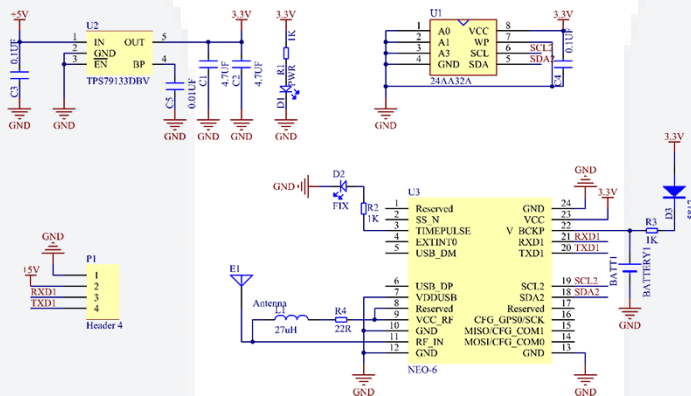 +5V
U2
1 IN OUT 5
2 GND
3 EN BP 4
TPS79133DBV
C3 0.1UF
C5 0.01UF
C1 4.7UF
C2 4.7UF
3.3V
GND
GND
GND
GND
GND
3.3V
1K
R1
PWR
D1
GND
U1
1 A0 VCC 8
2 A1 WP 7
3 A3 SCL 6 SCL2
4 GND SDA 5 SDA2
24AA32A
3.3V
0.1UF
C4
GND
GND
D2
FIX
R2
1K
U3
1 Reserved GND 24
2 SS_N VCC 23
3 TIMEPULSE V_BCKP 22
4 EXTINT0 RXD1 21 RXD1
5 USB_DM TXD1 20 TXD1
6 USB_DP SCL2 19 SCL2
7 VDDUSB SDA2 18 SDA2
8 Reserved Reserved 17
9 VCC_RF CFG_GPS0/SCK 16
10 GND MISO/CFG_COM1 15
11 RF_IN MOSI/CFG_COM0 14
12 GND GND 13
NEO-6
GND
3.3V
3.3V
D3
5817
R3
1K
BATT1
BATTERY1
GND
GND
GND
E1
Antenna
L1
27uH
R4
22R
GND
+5V
RXD1
TXD1
P1
1
2
3
4
Header 4